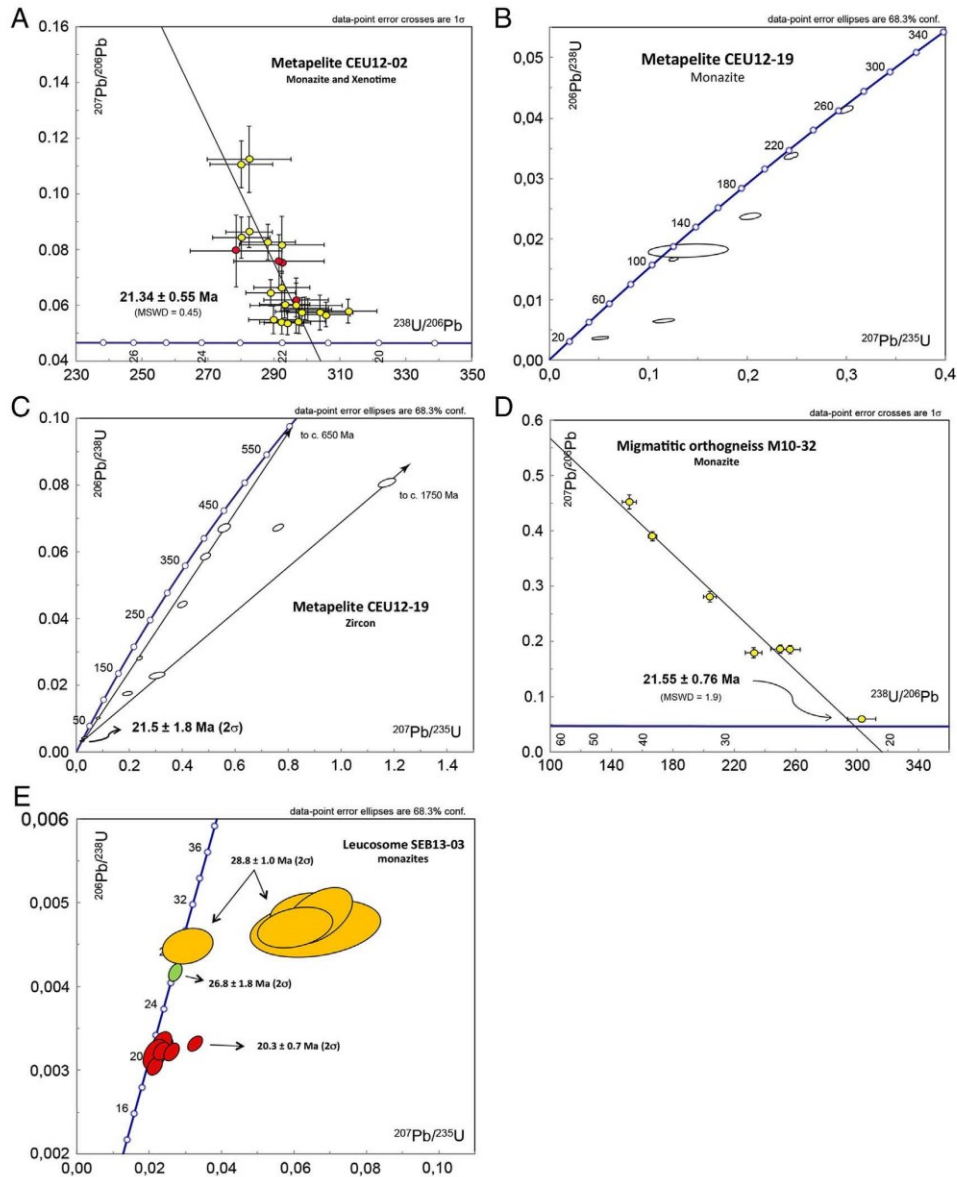 A
data-point error crosses are 1σ
0.16
0.14
0.12
0.10
0.08
0.06
0.04
207Pb/206Pb
Metapelite CEU12-02
Monazite and Xenotime
21.34 ± 0.55 Ma
(MSWD = 0.45)
238U/206Pb
26
24
22
20
230
250
270
290
310
330
350
B
data-point error ellipses are 68.3% conf.
0,05
0,04
0,03
0,02
0,01
0,00
206Pb/238U
Metapelite CEU12-19
Monazite
340
300
260
220
180
140
100
60
20
207Pb/235U
0,0
0,1
0,2
0,3
0,4
C
data-point error ellipses are 68.3% conf.
0.10
0.08
0.06
0.04
0.02
0.00
206Pb/238U
550
450
350
250
150
50
to c. 650 Ma
to c. 1750 Ma
Metapelite CEU12-19
Zircon
21.5 ± 1.8 Ma (2σ)
207Pb/235U
0.0
0.2
0.4
0.6
0.8
1.0
1.2
1.4
D
data-point error crosses are 1σ
0.6
0.5
0.4
0.3
0.2
0.1
0.0
207Pb/206Pb
Migmatitic orthogneiss M10-32
Monazite
21.55 ± 0.76 Ma
(MSWD = 1.9)
238U/206Pb
60
50
40
30
20
100
140
180
220
260
300
340
E
data-point error ellipses are 68.3% conf.
0,006
0,005
0,004
0,003
0,002
206Pb/238U
Leucosome SEB13-03
monazites
36
32
24
20
16
28.8 ± 1.0 Ma (2σ)
26.8 ± 1.8 Ma (2σ)
20.3 ± 0.7 Ma (2σ)
207Pb/235U
0,00
0,02
0,04
0,06
0,08
0,10